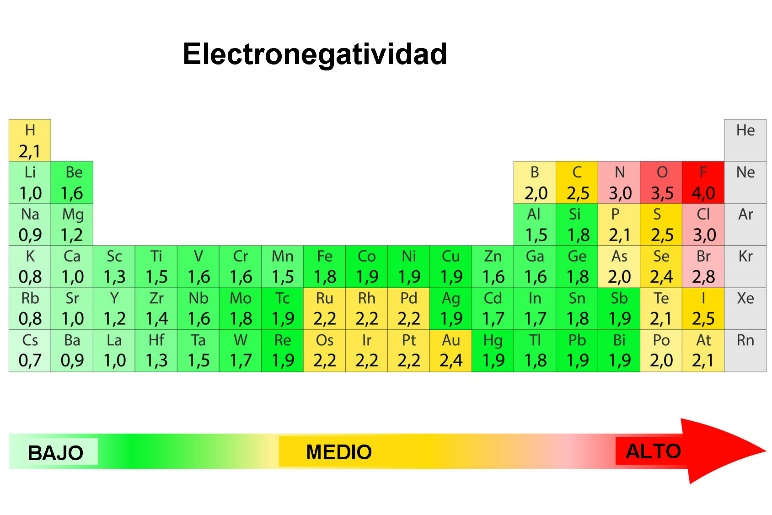 Electronegatividad
H He
2,1
Li Be B C N O F Ne
1,0 1,6 2,0 2,5 3,0 3,5 4,0
Na Mg Al Si P S Cl Ar
0,9 1,2 1,5 1,8 2,1 2,5 3,0
K Ca Sc Ti V Cr Mn Fe Co Ni Cu Zn Ga Ge As Se Br Kr
0,8 1,0 1,3 1,5 1,6 1,6 1,5 1,8 1,9 1,9 1,9 1,6 1,6 1,8 2,0 2,4 2,8
Rb Sr Y Zr Nb Mo Tc Ru Rh Pd Ag Cd In Sn Sb Te I Xe
0,8 1,0 1,2 1,4 1,6 1,8 1,9 2,2 2,2 2,2 1,9 1,7 1,7 1,8 1,9 2,1 2,5
Cs Ba La Hf Ta W Re Os Ir Pt Au Hg Tl Pb Bi Po At Rn
0,7 0,9 1,0 1,3 1,5 1,7 1,9 2,2 2,2 2,2 2,4 1,9 1,8 1,9 1,9 2,0 2,1
BAJO MEDIO ALTO